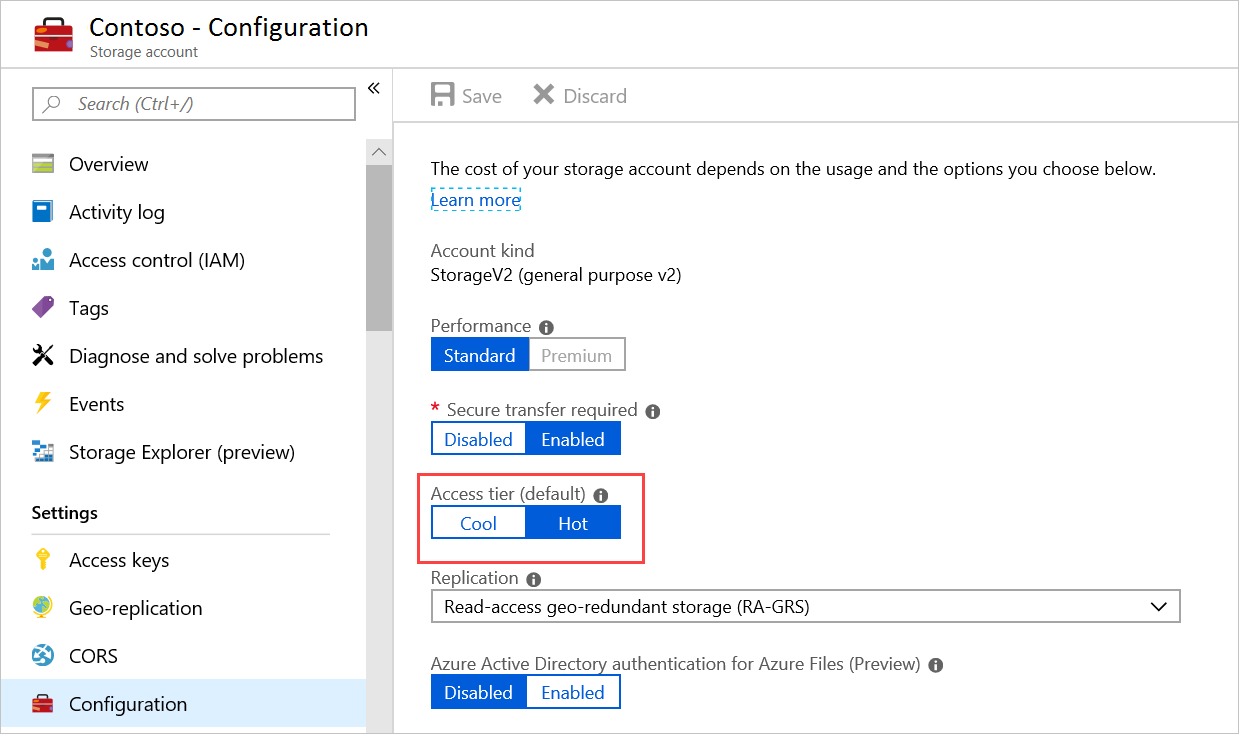 Contoso - Configuration
Storage account
Search (Ctrl+/)
«
Overview
Activity log
Access control (IAM)
Tags
Diagnose and solve problems
Events
Storage Explorer (preview)
Settings
Access keys
Geo-replication
CORS
Configuration
Save Discard
The cost of your storage account depends on the usage and the options you choose below.
Learn more
Account kind
StorageV2 (general purpose v2)
Performance
Standard Premium
* Secure transfer required
Disabled Enabled
Access tier (default)
Cool Hot
Replication
Read-access geo-redundant storage (RA-GRS)
Azure Active Directory authentication for Azure Files (Preview)
Disabled Enabled